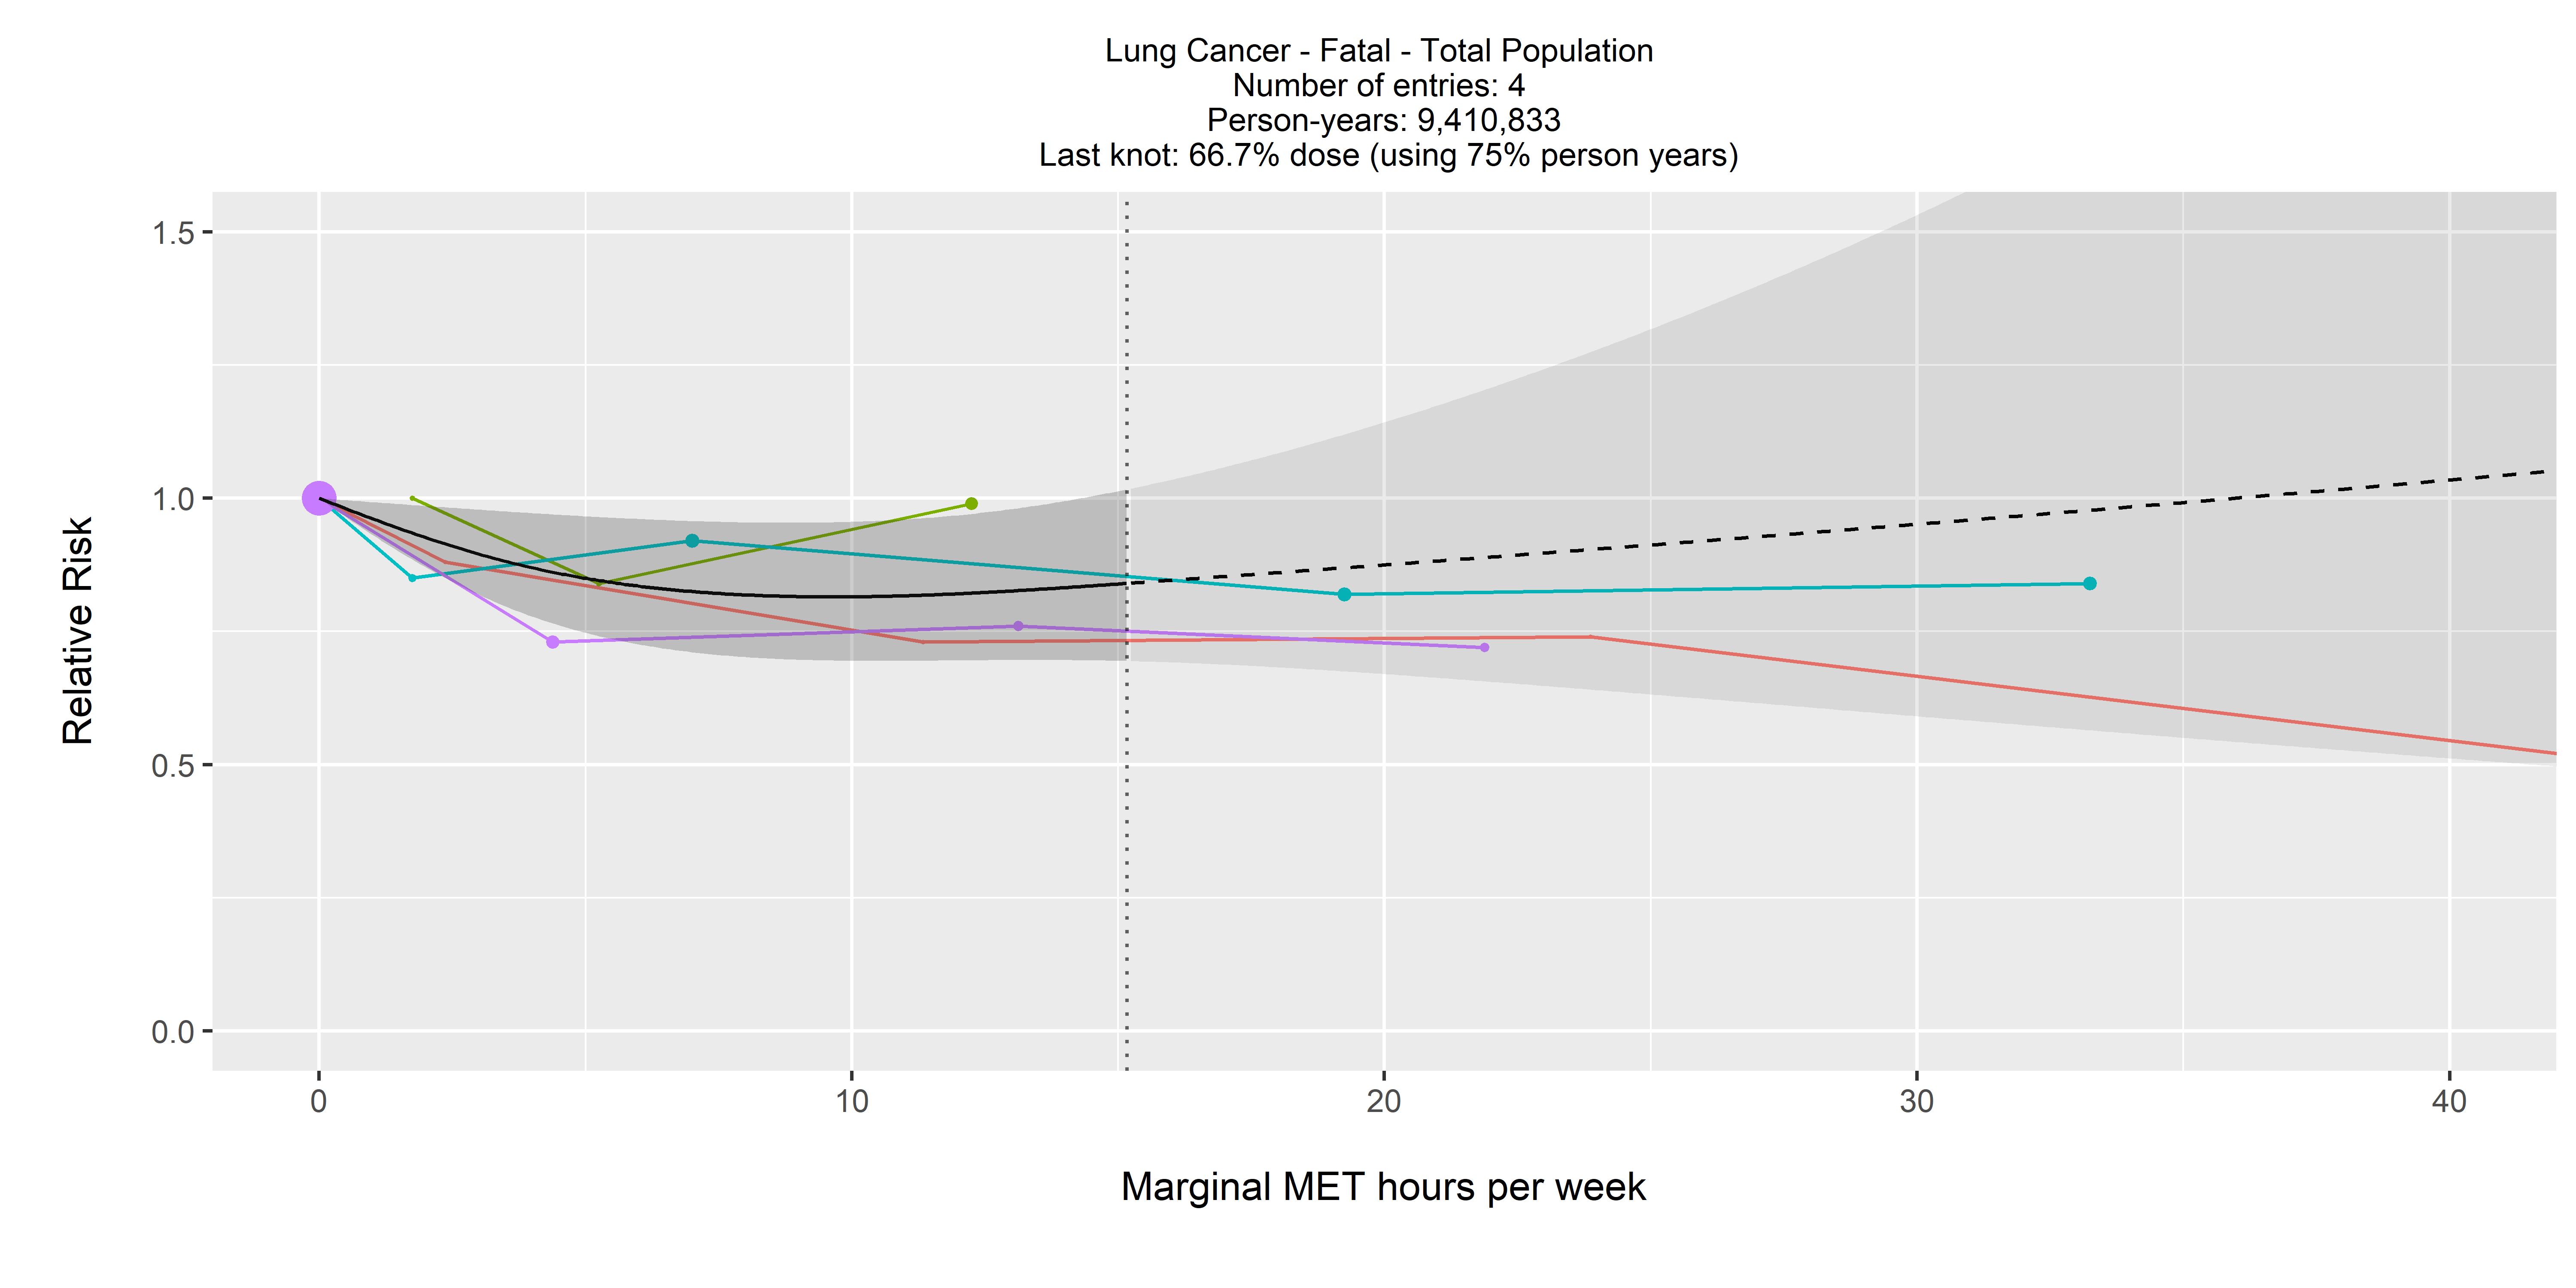 Lung Cancer - Fatal - Total Population
Number of entries: 4
Person-years: 9,410,833
Last knot: 66.7% dose (using 75% person years)
1.5
1.0
0.5
0.0
Relative Risk
0 10 20 30 40
Marginal MET hours per week